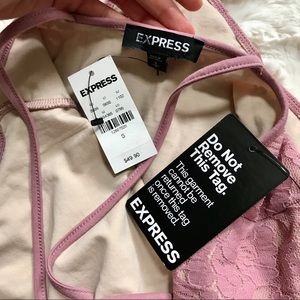 EXPRESS
EXPRESS
0
$49.90
Do Not
Remove
This Tag.
This garment
cannot be
returned
once this tag
is removed.
EXPRESS